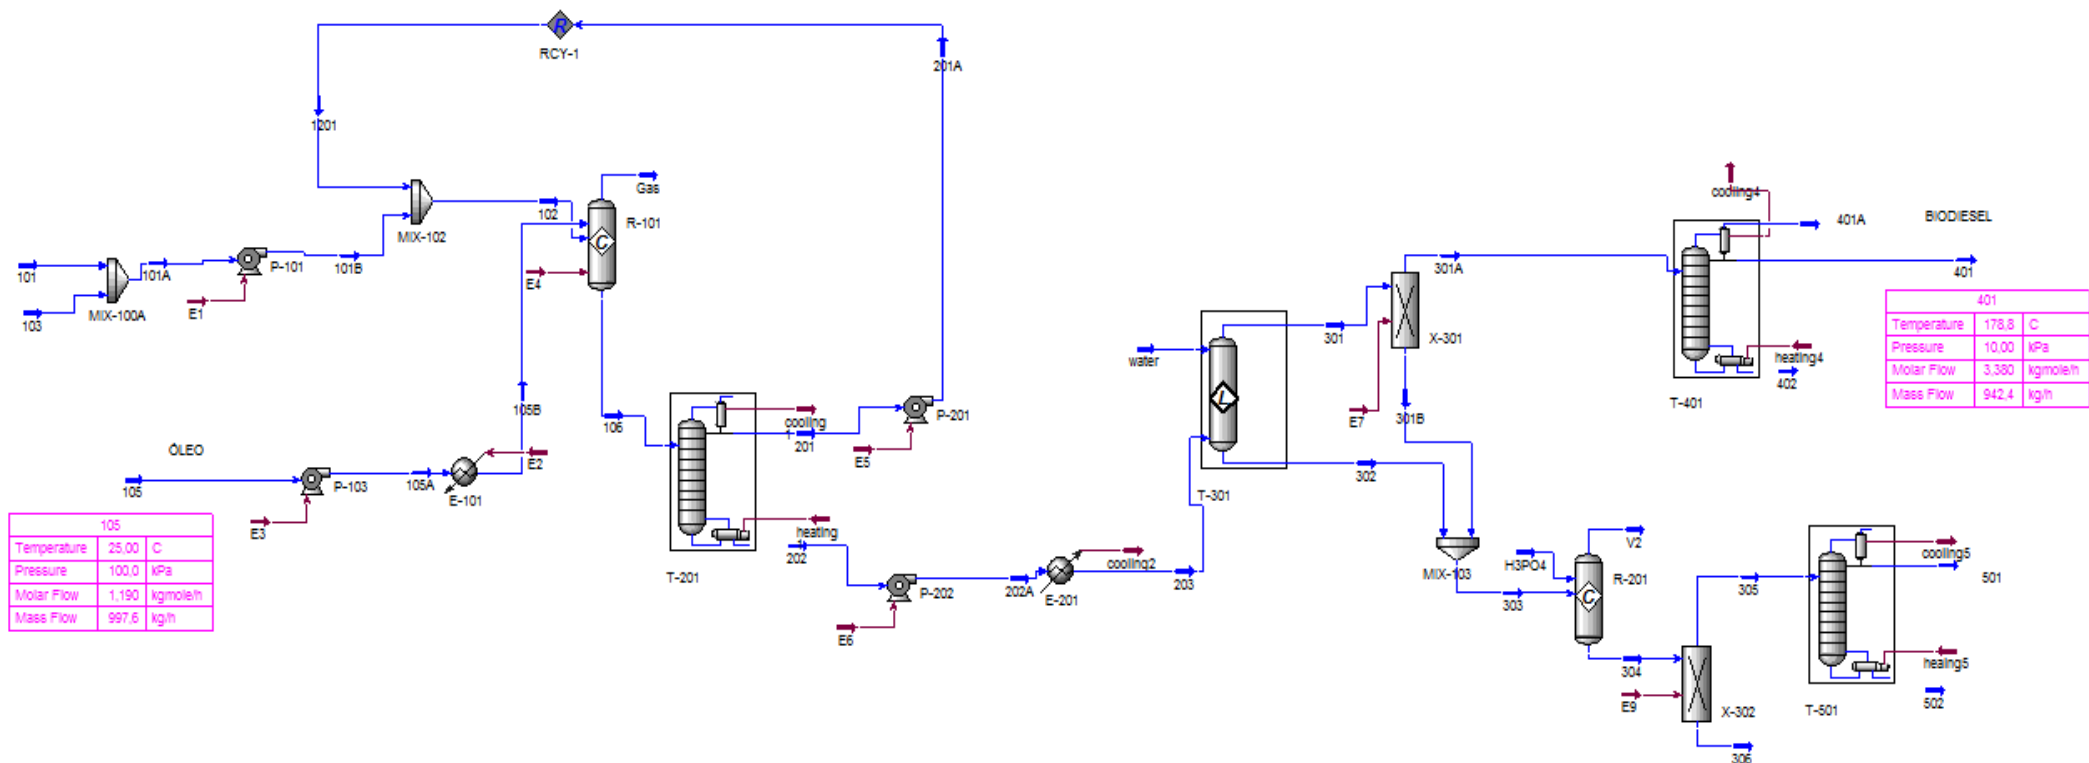 R
RCY-1
201A
1201
Gas
102
R-101
C
MIX-102
101
101A
P-101
101B
E4
103
MIX-100A
E1
105B
106
ÓLEO
105
P-103
105A
E-101
E2
E3
105
Temperature 25,00 C
Pressure 100,0 kPa
Molar Flow 1,190 kgmole/h
Mass Flow 997,6 kg/h
cooling
1
201
P-201
E5
heating
1
202
T-201
P-202
202A
cooling2
E-201
203
E6
water
L
T-301
301
301A
X-301
E7
301B
302
MIX-103
303
H3PO4
V2
R-201
C
304
305
E9
X-302
306
cooling4
401A
BIODIESEL
401
heating4
402
T-401
401
Temperature 178,8 C
Pressure 10,00 kPa
Molar Flow 3,380 kgmole/h
Mass Flow 942,4 kg/h
cooling5
501
healng5
502
T-501